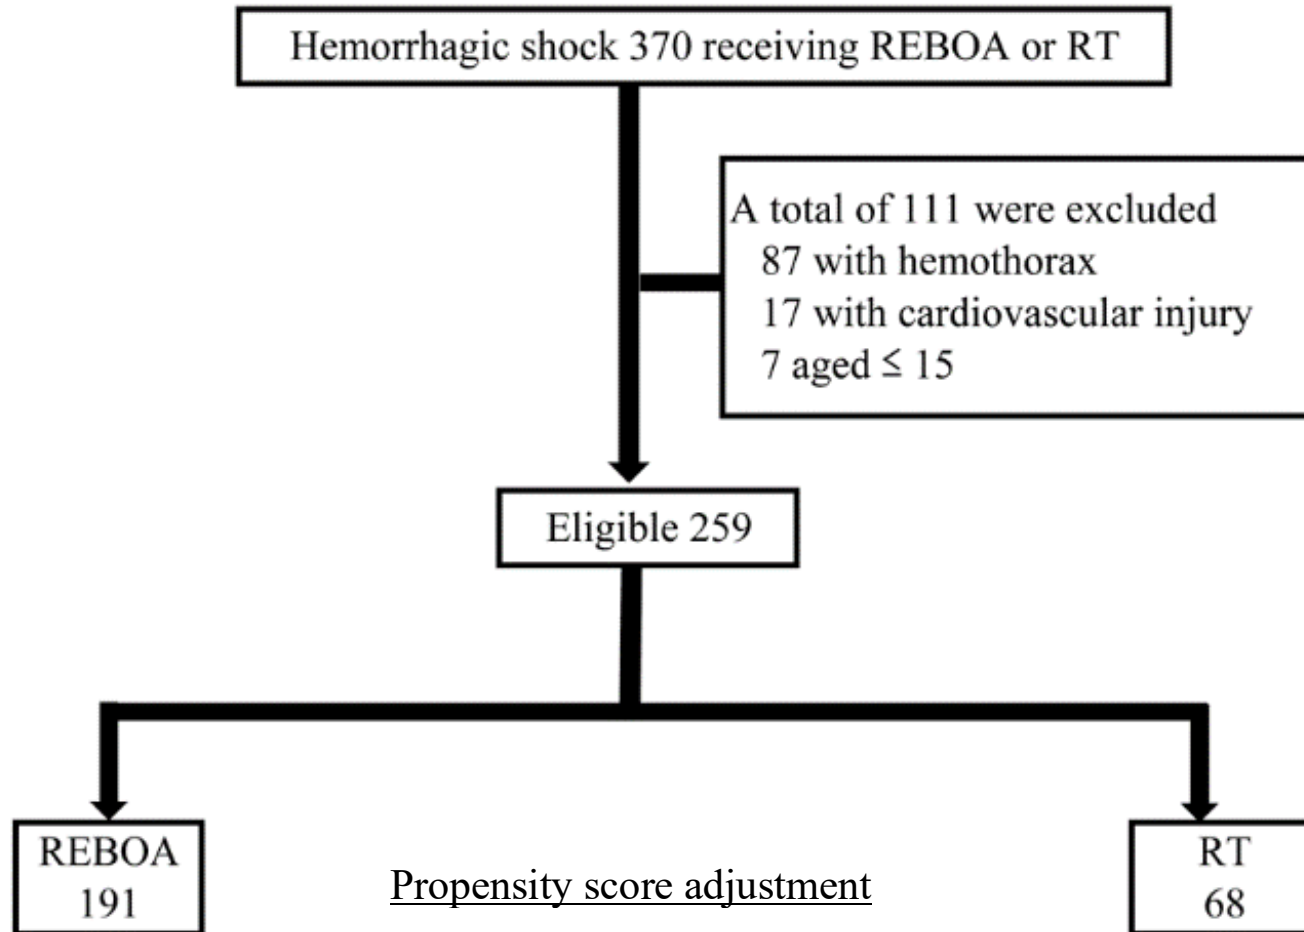 Hemorrhagic shock 370 receiving REBOA or RT
A total of 111 were excluded
87 with hemothorax
17 with cardiovascular injury
7 aged ≤ 15
Eligible 259
REBOA
191
Propensity score adjustment
RT
68